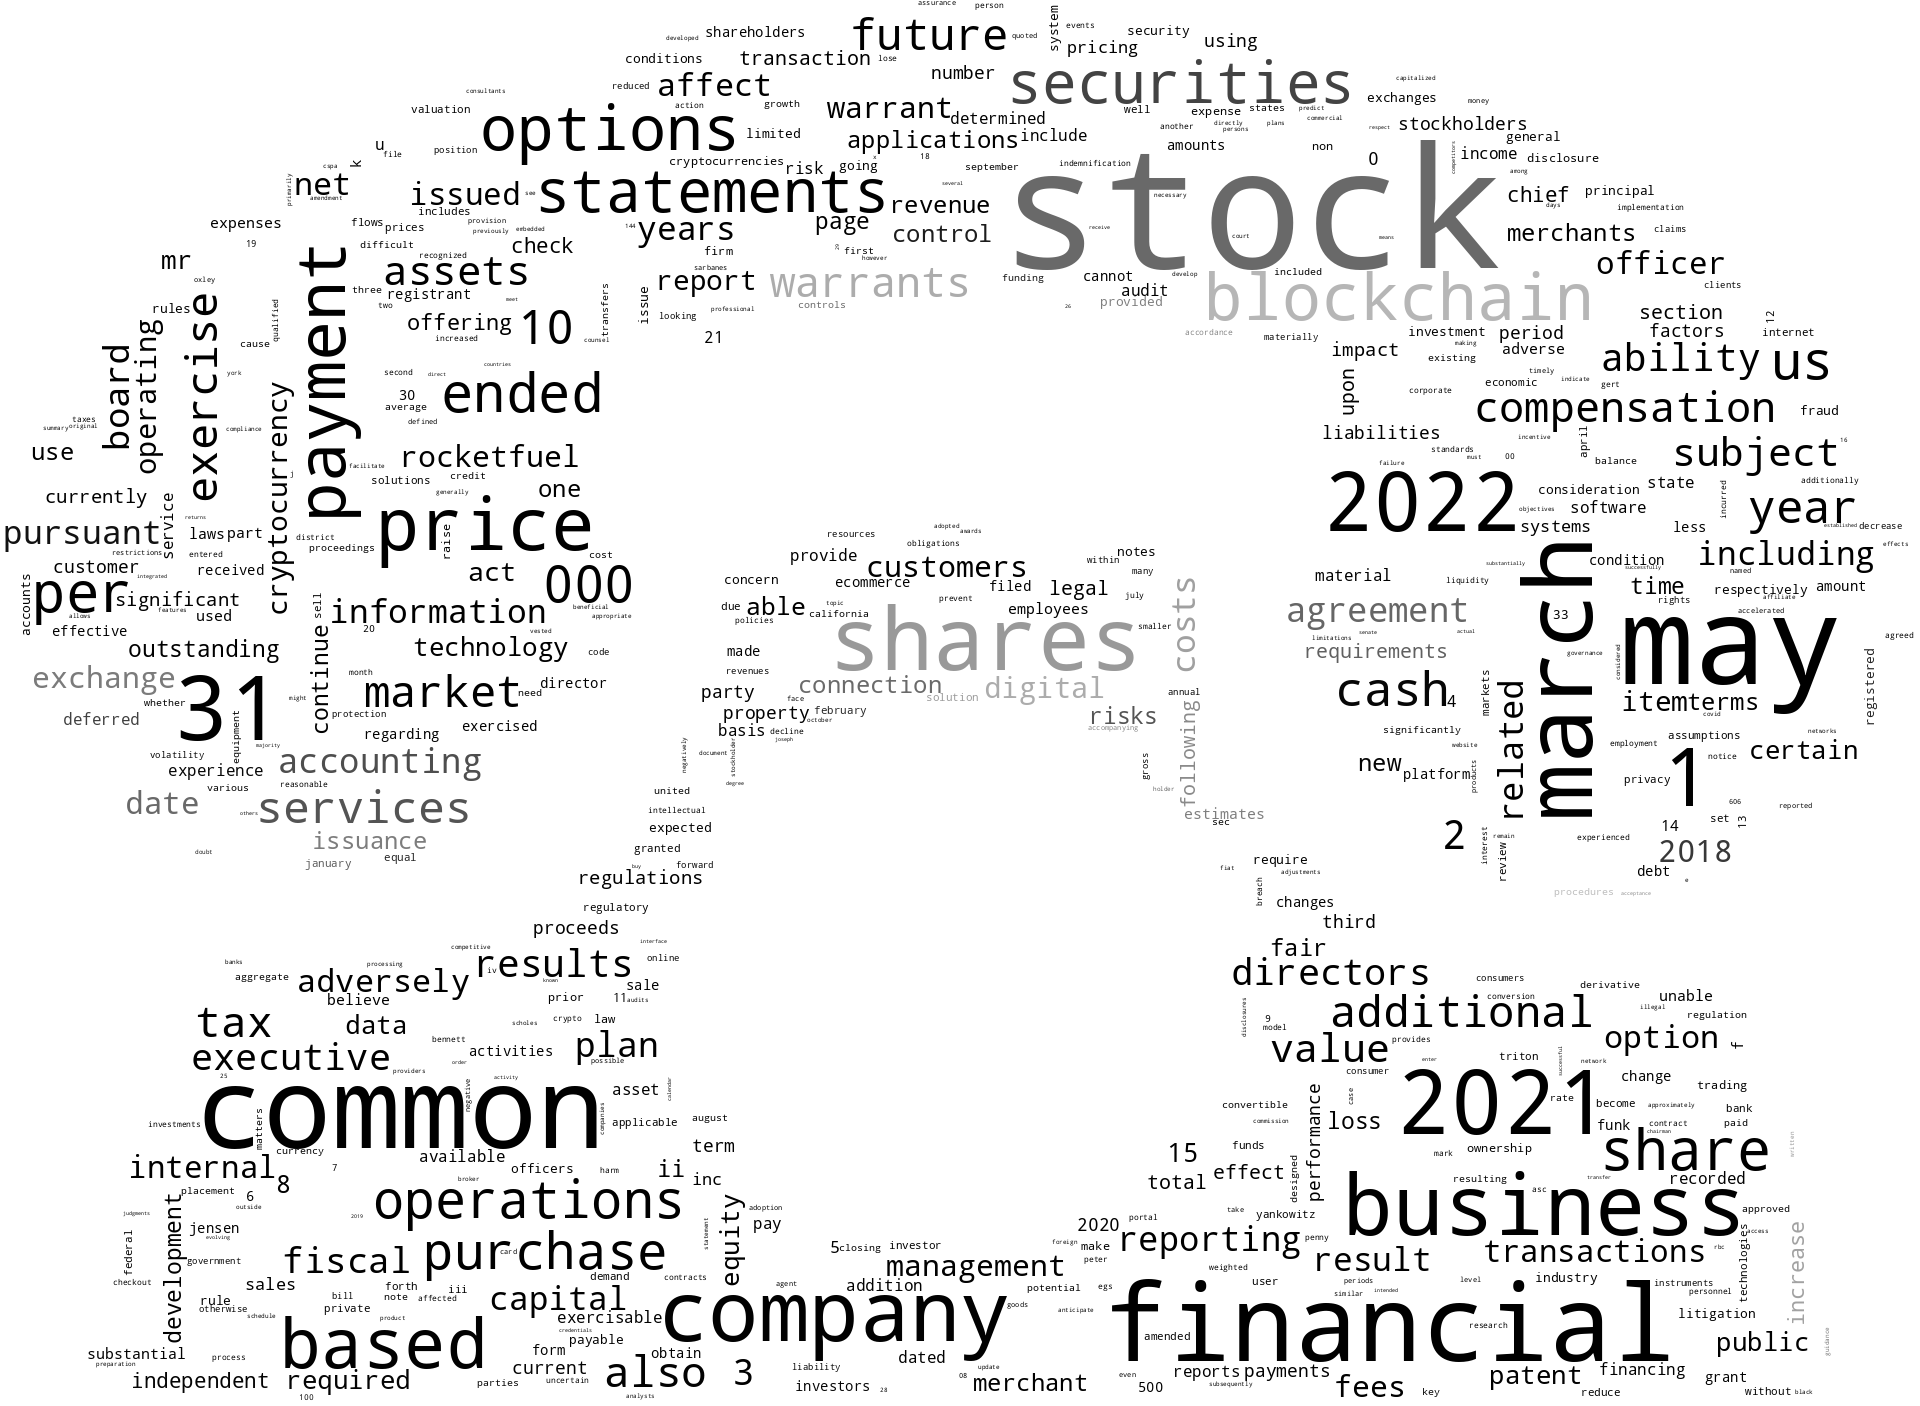 assurance person
developed shareholders future quoted system events security using
conditions transaction lose number pricing
reduced affect securities capitalized
consultants action growth warrant determined well expense states predict exchanges money
valuation options limited applications include another directly persons plans commercial respect stockholders
u file position cryptocurrencies risk going x 18 september indemnification amounts non 0 competitors general income disclosure
cspa k net amendment primarily issued see statements several stock necessary among chief principal
includes years page revenue control receive court means days implementation
expenses flows prices provision previously embedded 144 firm merchants claims
19 difficult check first 29 however
mr oxley payment recognized assets sarbanes report warrants funding cannot develop included officer
rules exercise qualified three registrant meet transfers issue controls 26 provided audit blockchain clients
two offering 10 looking professional section 12
operating board cause increased counsel 21 accordance materially investment period factors internet
york second direct countries impact making existing adverse ability us
30 ended upon corporate economic timely indicate gert
taxes average compensation fraud
summary original compliance cryptocurrency defined liabilities april incentive
use j facilitate rocketfuel standards must 00 subject 16
currently service solutions credit one failure balance additionally
returns generally 2022 consideration state incurred year
pursuant laws part district price raise adopted awards objectives software
restrictions entered proceedings cost resources obligations systems less established decrease
customer integrated received act 000 provide customers within notes condition including effects
accounts per significant features used sell beneficial concern ecommerce filed legal many material liquidity substantially successfully time named respectively amount
allows continue information appropriate due able topic california prevent employees july agreement march 33 rights affiliate
effective 20 vested policies shares smaller costs limitations senate actual may accelerated
outstanding technology code made requirements governance considered agreed
exchange might month market need director revenues connection solution digital annual cash 4 markets registered
whether 31 protection party face february following item terms
deferred equipment regarding exercised property october risks accompanying significantly covid
majority basis decline joseph website related employment assumptions networks
volatility accounting negatively document stockholder gross new platform products notice certain
experience reasonable degree holder privacy 1
various united
date others services intellectual estimates 606 reported
issuance expected sec 2 experienced 14 set 13
doubt january equal granted interest remain review 2018
buy forward fiat require adjustments debt e
regulations breach procedures acceptance
regulatory changes
proceeds third
competitive interface fair
banks processing results online directors consumers
aggregate adversely iv known sale conversion derivative
believe prior 11 audits additional illegal unable
tax data scholes crypto law disclosures 9 model regulation
executive bennett activities plan possible value provides option f
order consumer enter triton successful network
25 providers activity asset calendar 2021 change trading
common negative companies applicable august convertible case rate become approximately bank
investments matters commission performance loss funk contract chairman paid
currency available term funds mark ownership share written
internal 8 7 officers harm ii inc 15 effect designed resulting recorded
placement 6 broker total asc transfer
judgments outside operations 2019 equity adoption take yankowitz business approved
jensen evolving card statement pay 2020 portal penny access
federal development government fiscal purchase 5 closing investor foreign make reporting result transactions rbc technologies increase
checkout sales forth demand contracts management peter weighted
bill iii capital agent addition potential egs user periods level industry instruments
rule note affected goods similar intended personnel
otherwise private exercisable company anticipate financial litigation
schedule product credentials research guidance
substantial based payable amended public
preparation process form obtain dated
independent required current also 3 liability update reports payments patent financing
100 parties uncertain investors 28 08 merchant even 500 subsequently fees grant
analysts key reduce without black